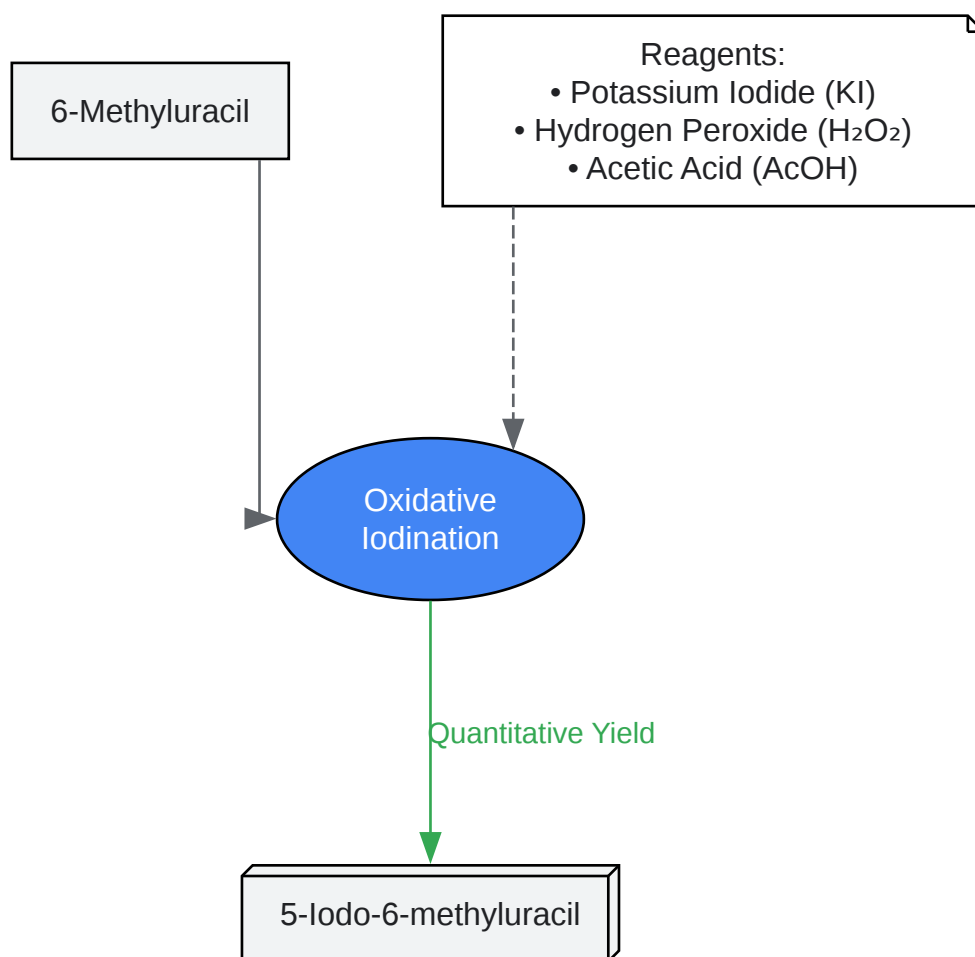 6-Methyluracil
Reagents:
• Potassium Iodide (KI)
• Hydrogen Peroxide (H₂O₂)
• Acetic Acid (AcOH)
Oxidative
Iodination
Quantitative Yield
5-Iodo-6-methyluracil